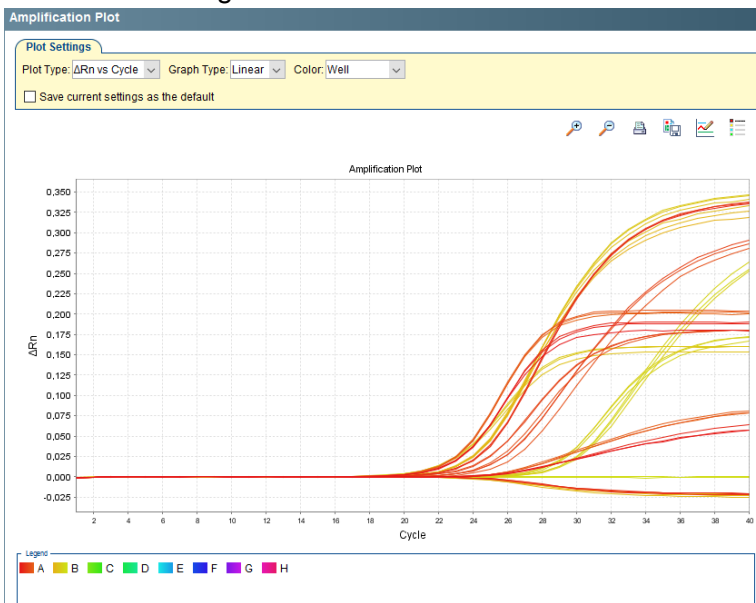 Amplification Plot
Plot Settings
Plot Type: ΔRn vs Cycle Graph Type: Linear Color: Well
Save current settings as the default
Amplification Plot
0,350
0,325
0,300
0,275
0,250
0,225
0,200
0,175
0,150
0,125
0,100
0,075
0,050
0,025
0,000
-0,025
ΔRn
2 4 6 8 10 12 14 16 18 20 22 24 26 28 30 32 34 36 38 40
Cycle
Legend
A B C D E F G H